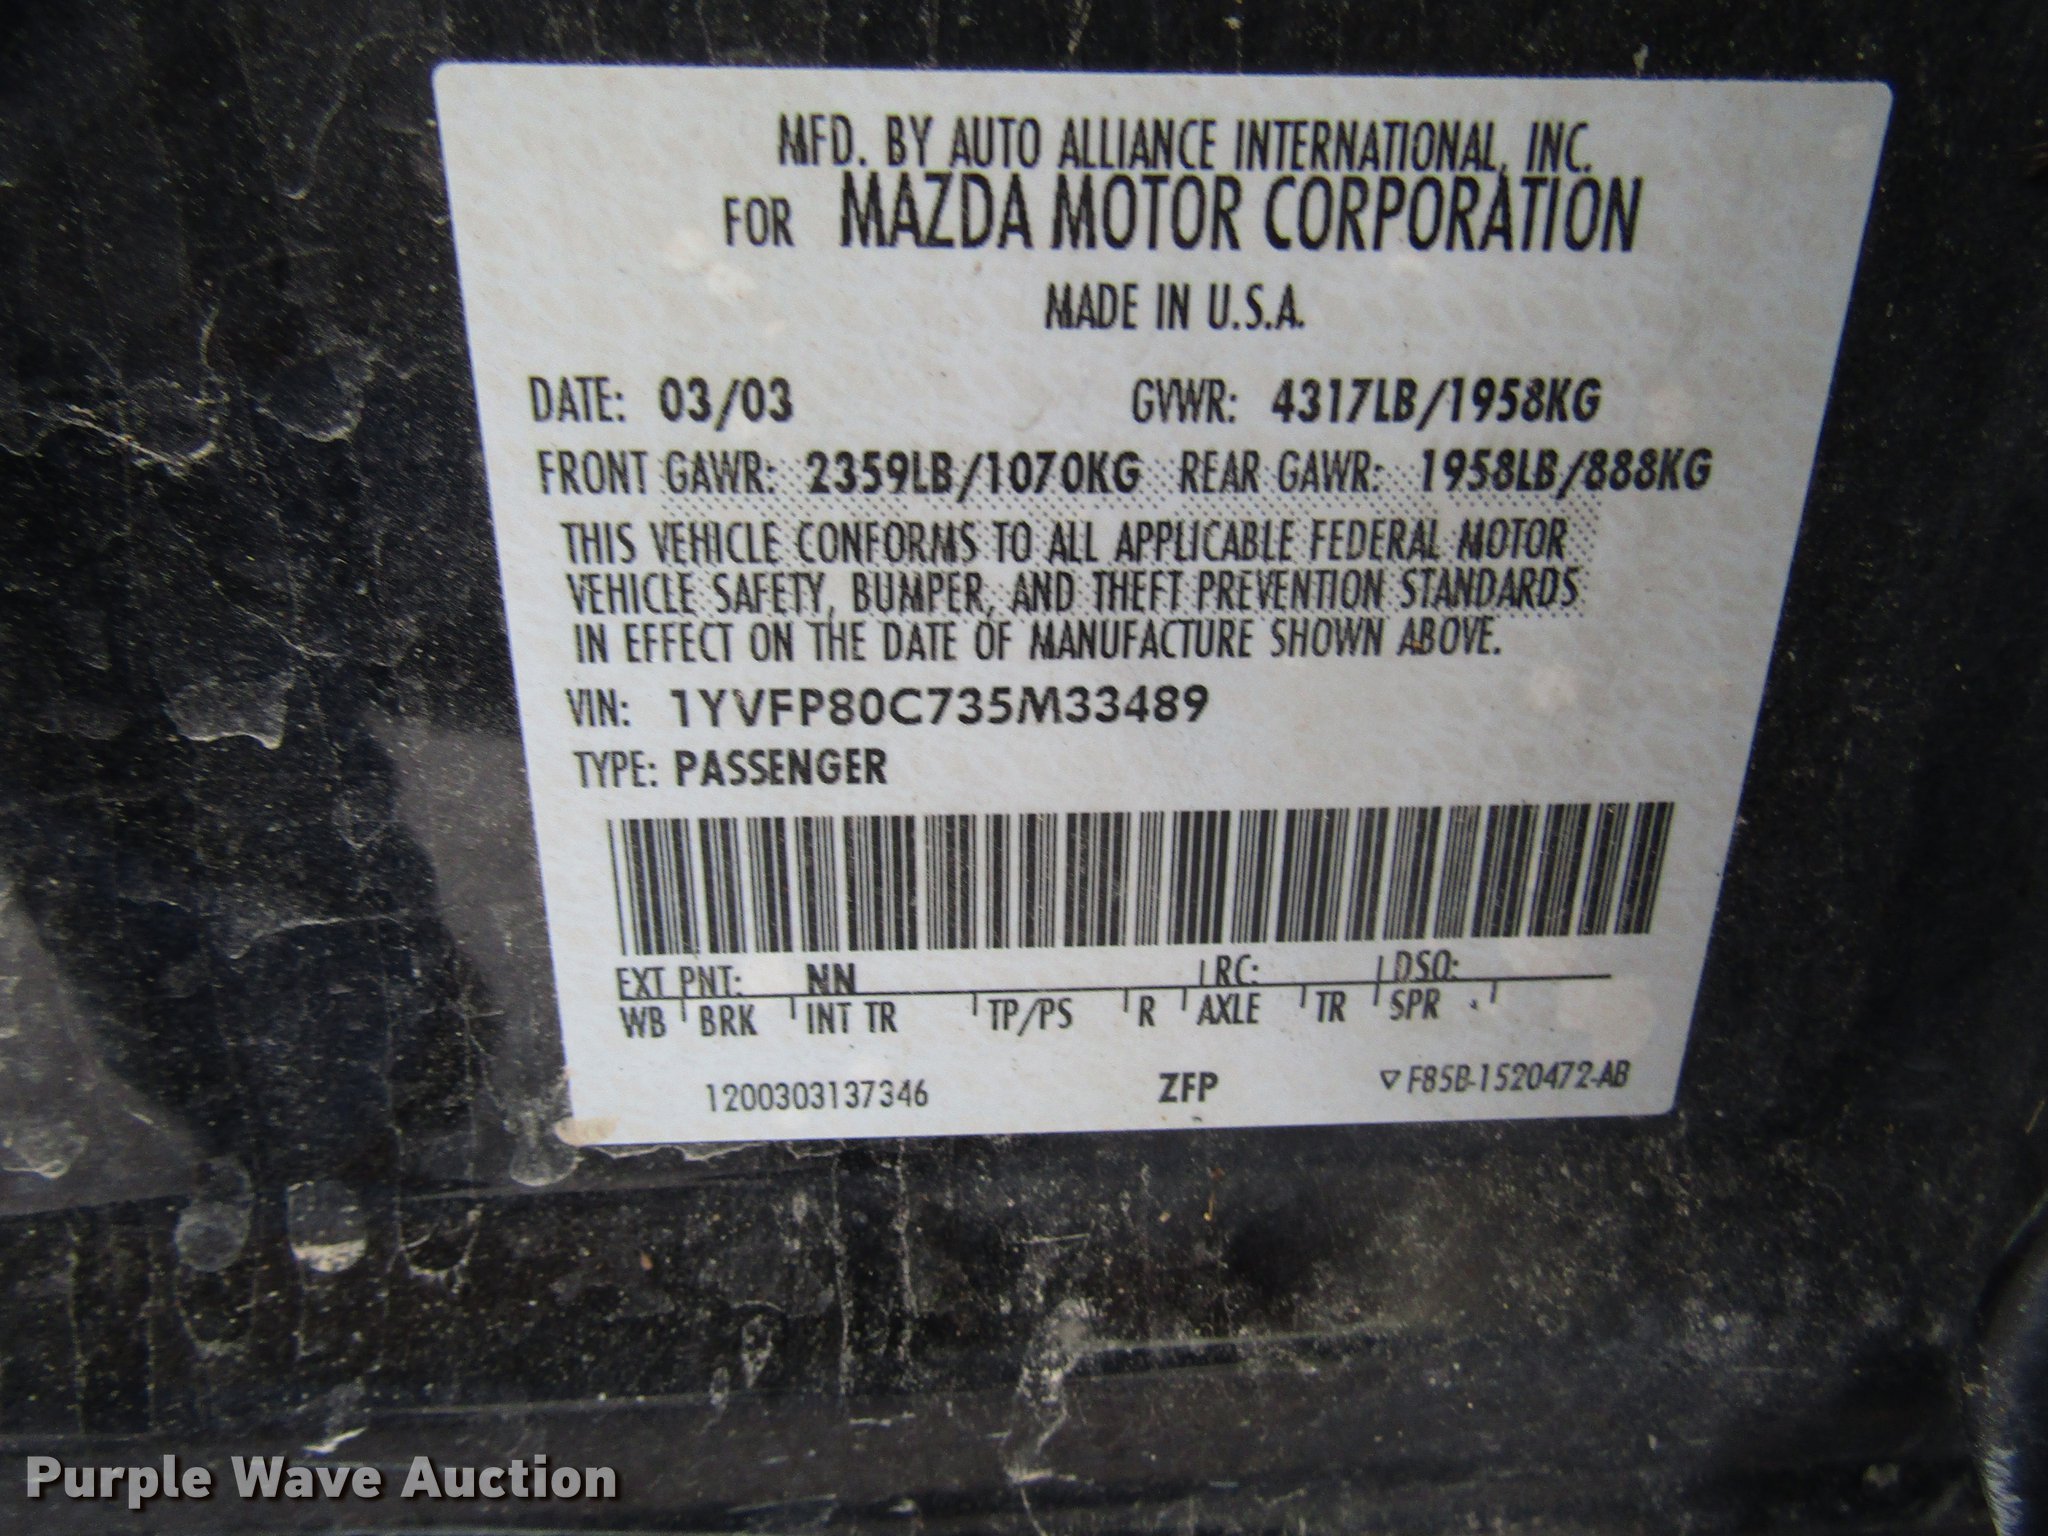 MFD. BY AUTO ALLIANCE INTERNATIONAL, INC.
FOR MAZDA MOTOR CORPORATION
MADE IN U.S.A.
DATE: 03/03 GVWR: 4317LB/1958KG
FRONT GAWR: 2359LB/1070KG REAR GAWR: 1958LB/888KG
THIS VEHICLE CONFORMS TO ALL APPLICABLE FEDERAL MOTOR
VEHICLE SAFETY, BUMPER, AND THEFT PREVENTION STANDARDS
IN EFFECT ON THE DATE OF MANUFACTURE SHOWN ABOVE.
VIN: 1YVFP80C735M33489
TYPE: PASSENGER
EXT PNT: NN RC: DSO:
WB BRK INT TR TP/PS R AXLE TR SPR
1200303137346 ZFP ▽F85B-1520472-AB
Purple Wave Auction